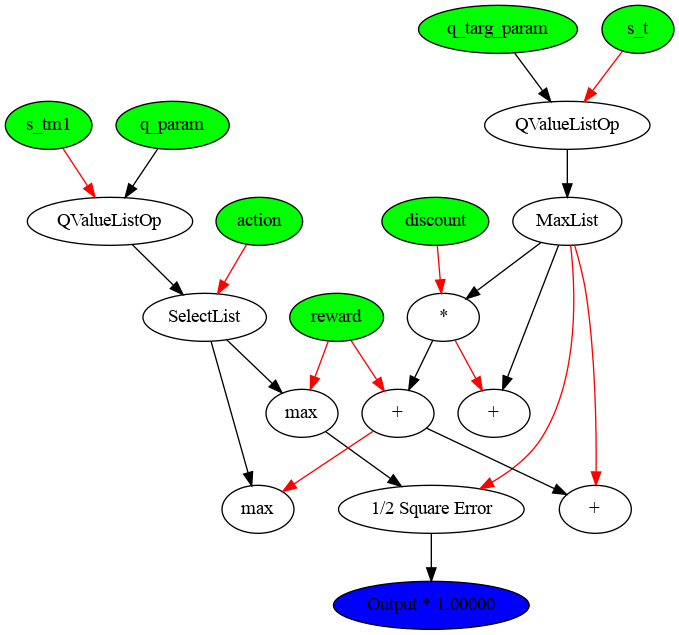 q_targ_param
s_t
s_tm1
q_param
QValueListOp
QValueListOp
action
discount
MaxList
SelectList
reward
*
max
+
+
max
1/2 Square Error
+
Output * 1.00000